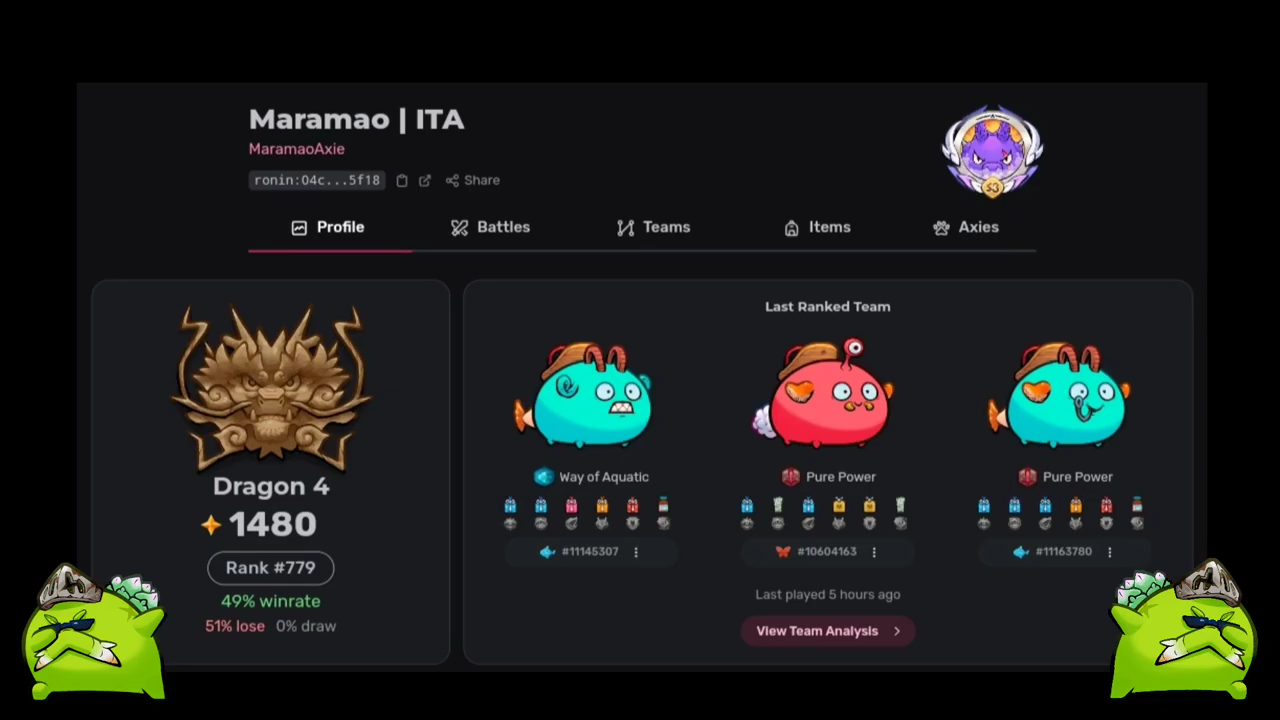 Maramao | ITA
MaramaoAxie
ronin:04c...5f18 Share
Profile Battles Teams Items Axies
Dragon 4
1480
Rank #779
49% winrate
51% lose 0% draw
Last Ranked Team
Way of Aquatic Pure Power Pure Power
#11145307 #10604163 #11163780
Last played 5 hours ago
View Team Analysis
S3